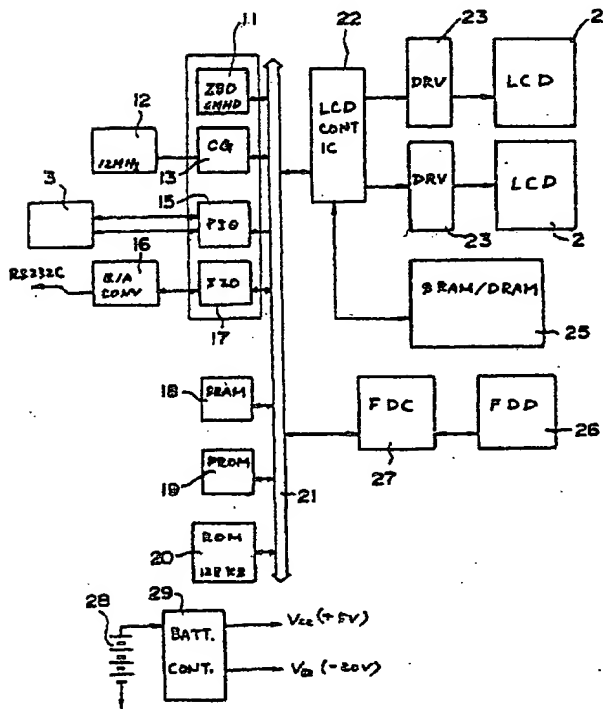 11
22
23
2
Z80
LCD
CONT
IC
DRV
LCD
12
12MHz
CG
13
15
3
PIO
DRV
LCD
23
2
16
RS232C
CONV
SIO
17
SRAM/DRAM
25
18
SRAM
FDC
FDD
26
27
19
PROM
21
20
ROM
128 KB
28
29
BATT.
CONT.
Vcc (+5V)
(-20V)